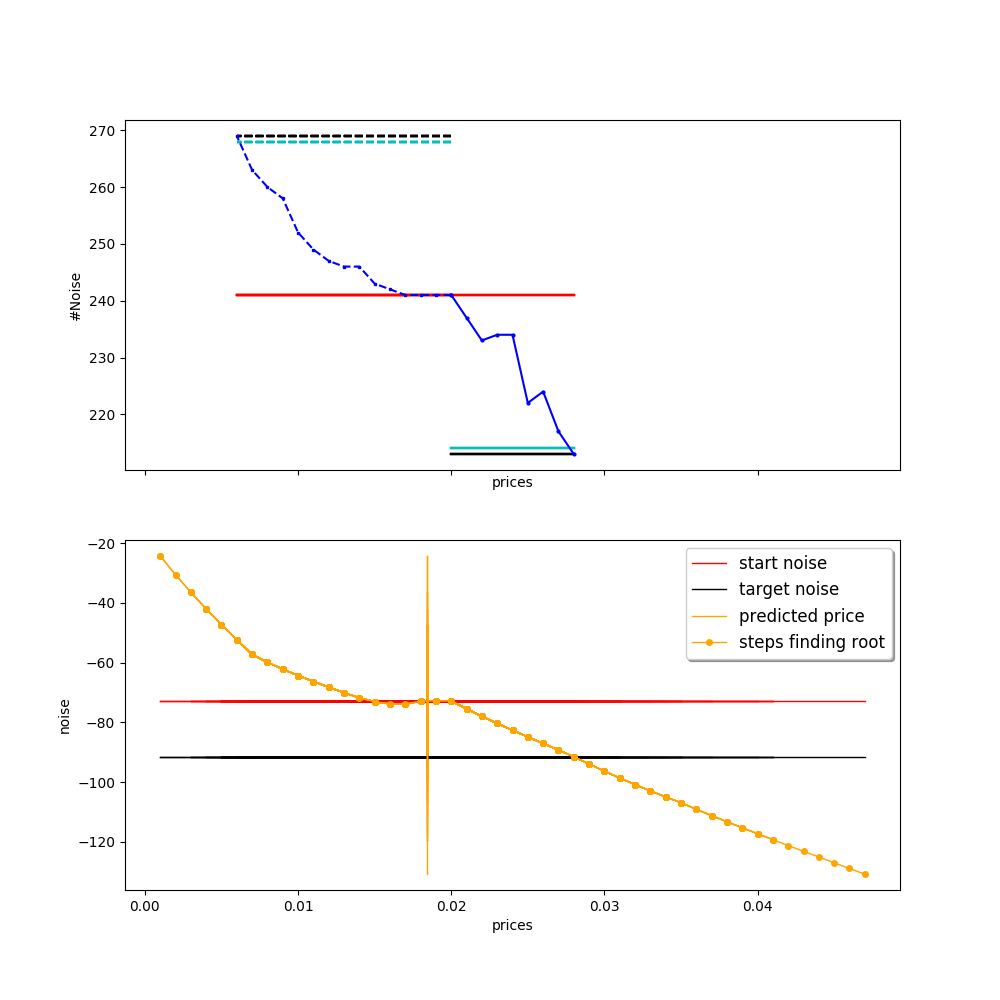 270
260
250
240
230
220
#Noise
prices
−20
−40
−60
−80
−100
−120
noise
start noise
target noise
predicted price
steps finding root
0.00 0.01 0.02 0.03 0.04
prices